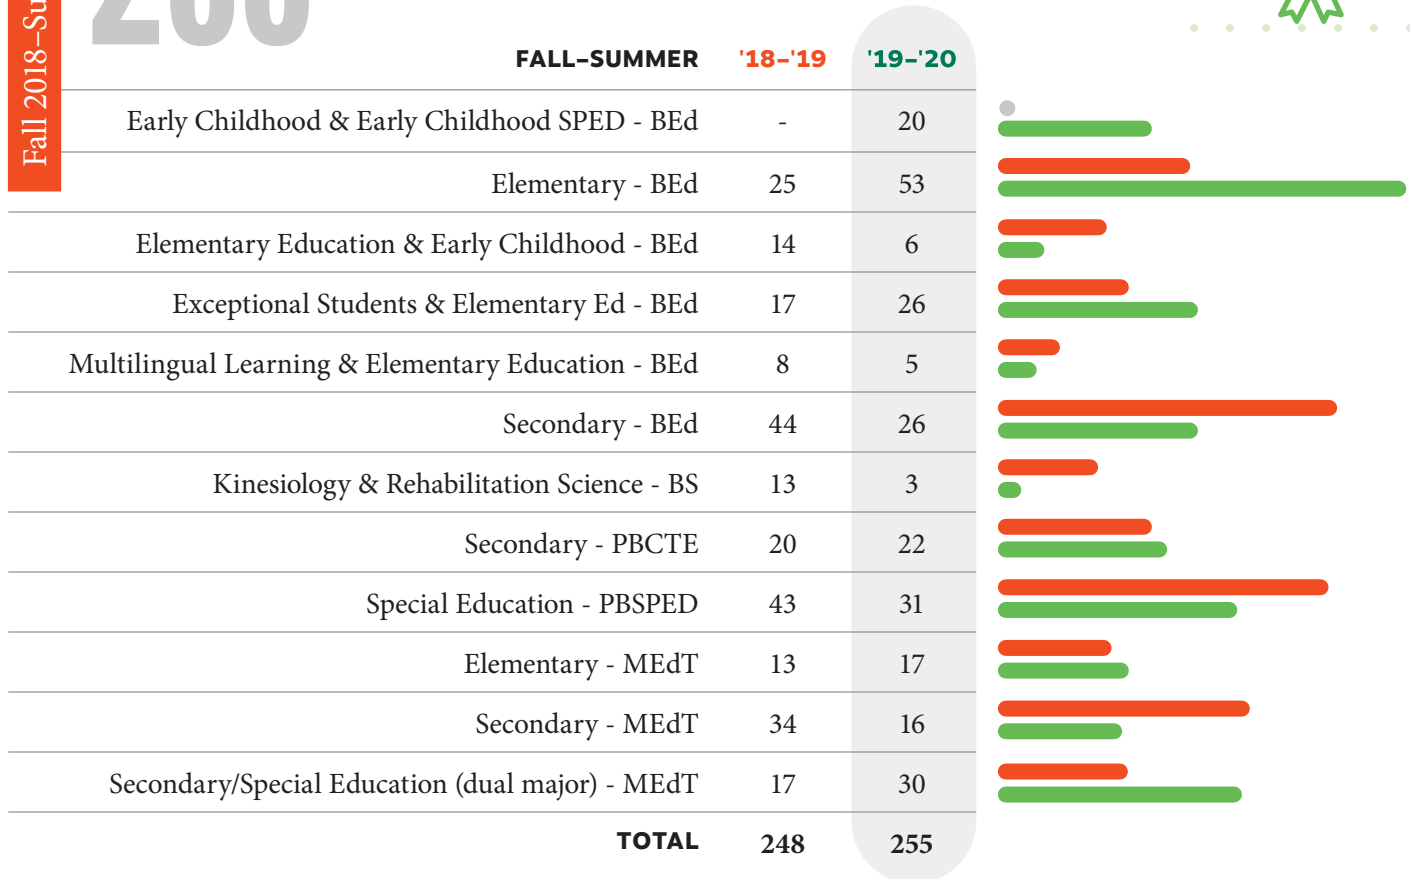 Fall 2018–Su
FALL–SUMMER '18–'19 '19–'20
Early Childhood & Early Childhood SPED - BEd - 20
Elementary - BEd 25 53
Elementary Education & Early Childhood - BEd 14 6
Exceptional Students & Elementary Ed - BEd 17 26
Multilingual Learning & Elementary Education - BEd 8 5
Secondary - BEd 44 26
Kinesiology & Rehabilitation Science - BS 13 3
Secondary - PBCTE 20 22
Special Education - PBSPED 43 31
Elementary - MEdT 13 17
Secondary - MEdT 34 16
Secondary/Special Education (dual major) - MEdT 17 30
TOTAL 248 255